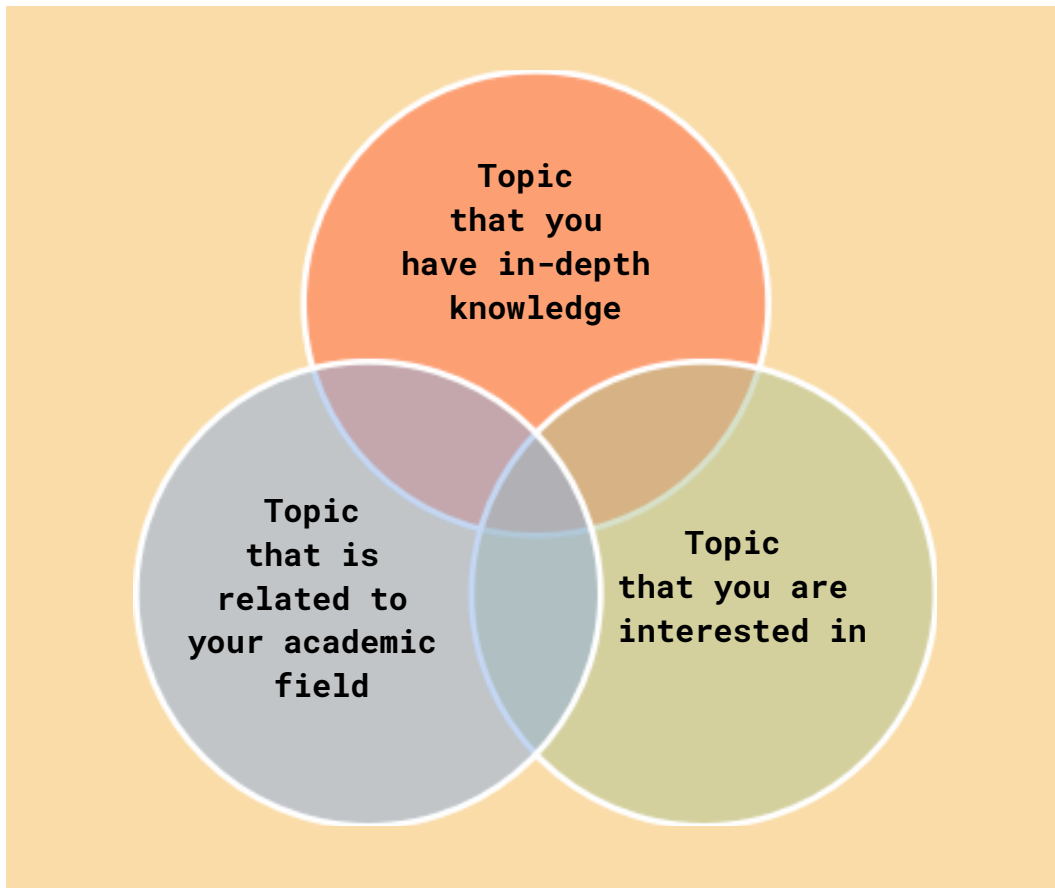 Topic
that you
have in-depth
knowledge
Topic
that is
related to
your academic
field
Topic
that you are
interested in